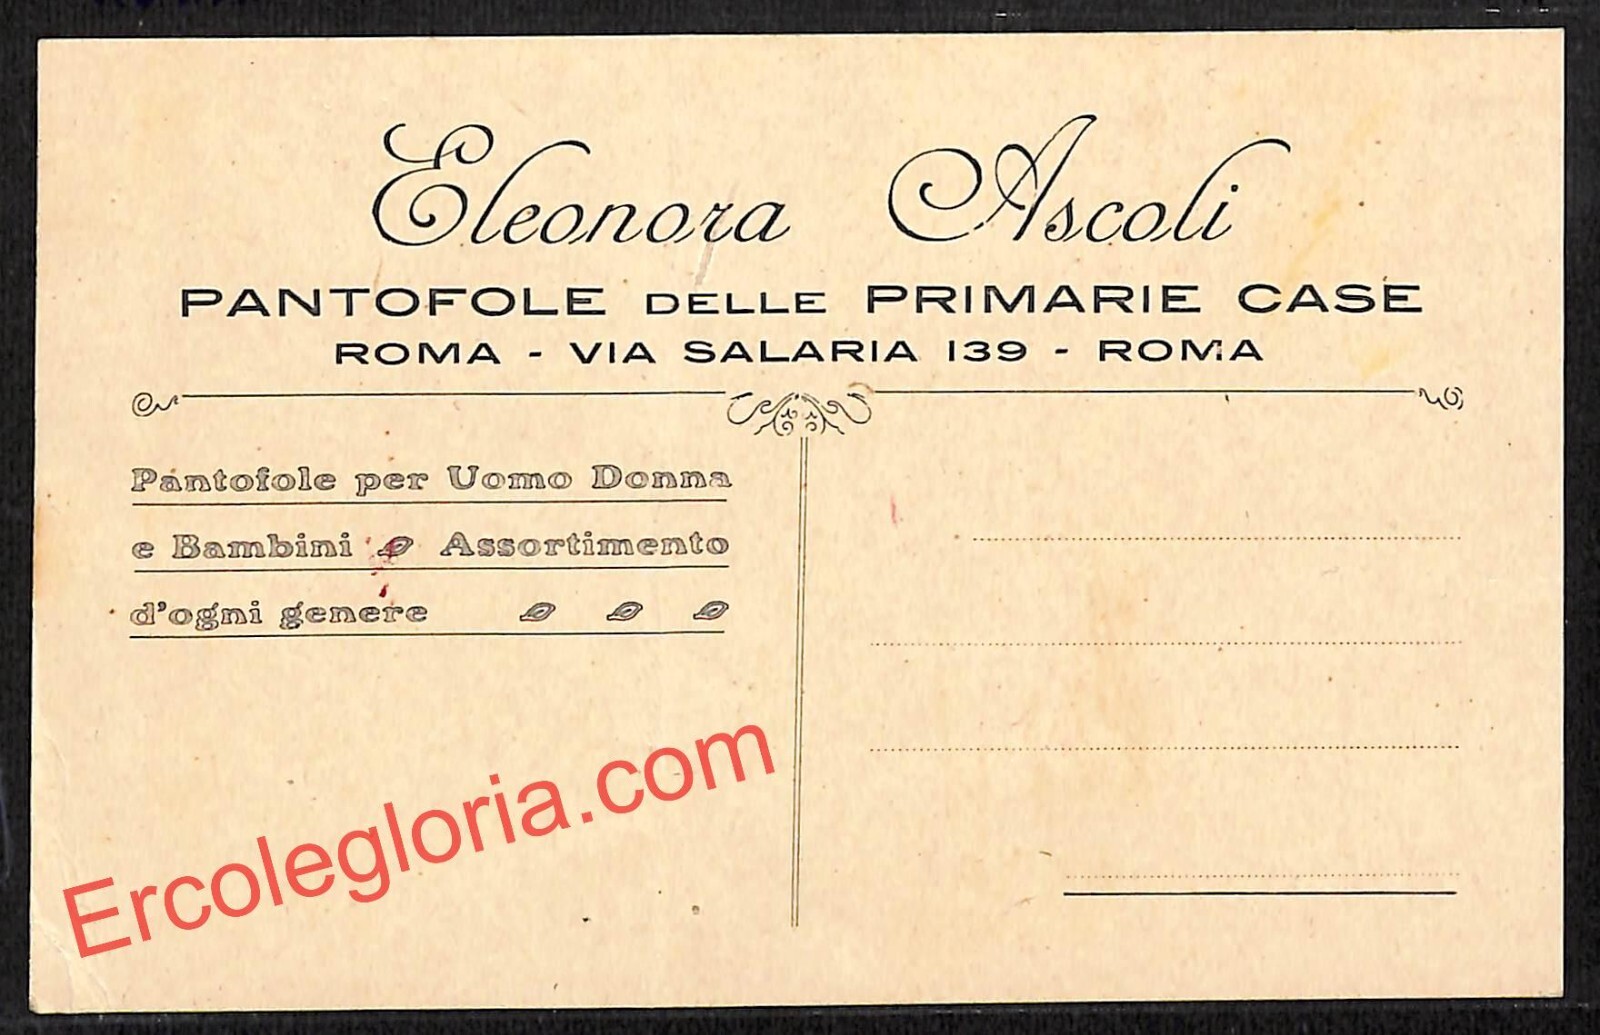 Eleonora Ascoli
PANTOFOLE DELLE PRIMARIE CASE
ROMA - VIA SALARIA 139 - ROMA
Pantofole per Uomo Donna
e Bambini Assortimento
d'ogni genere
Ercolegloria.com